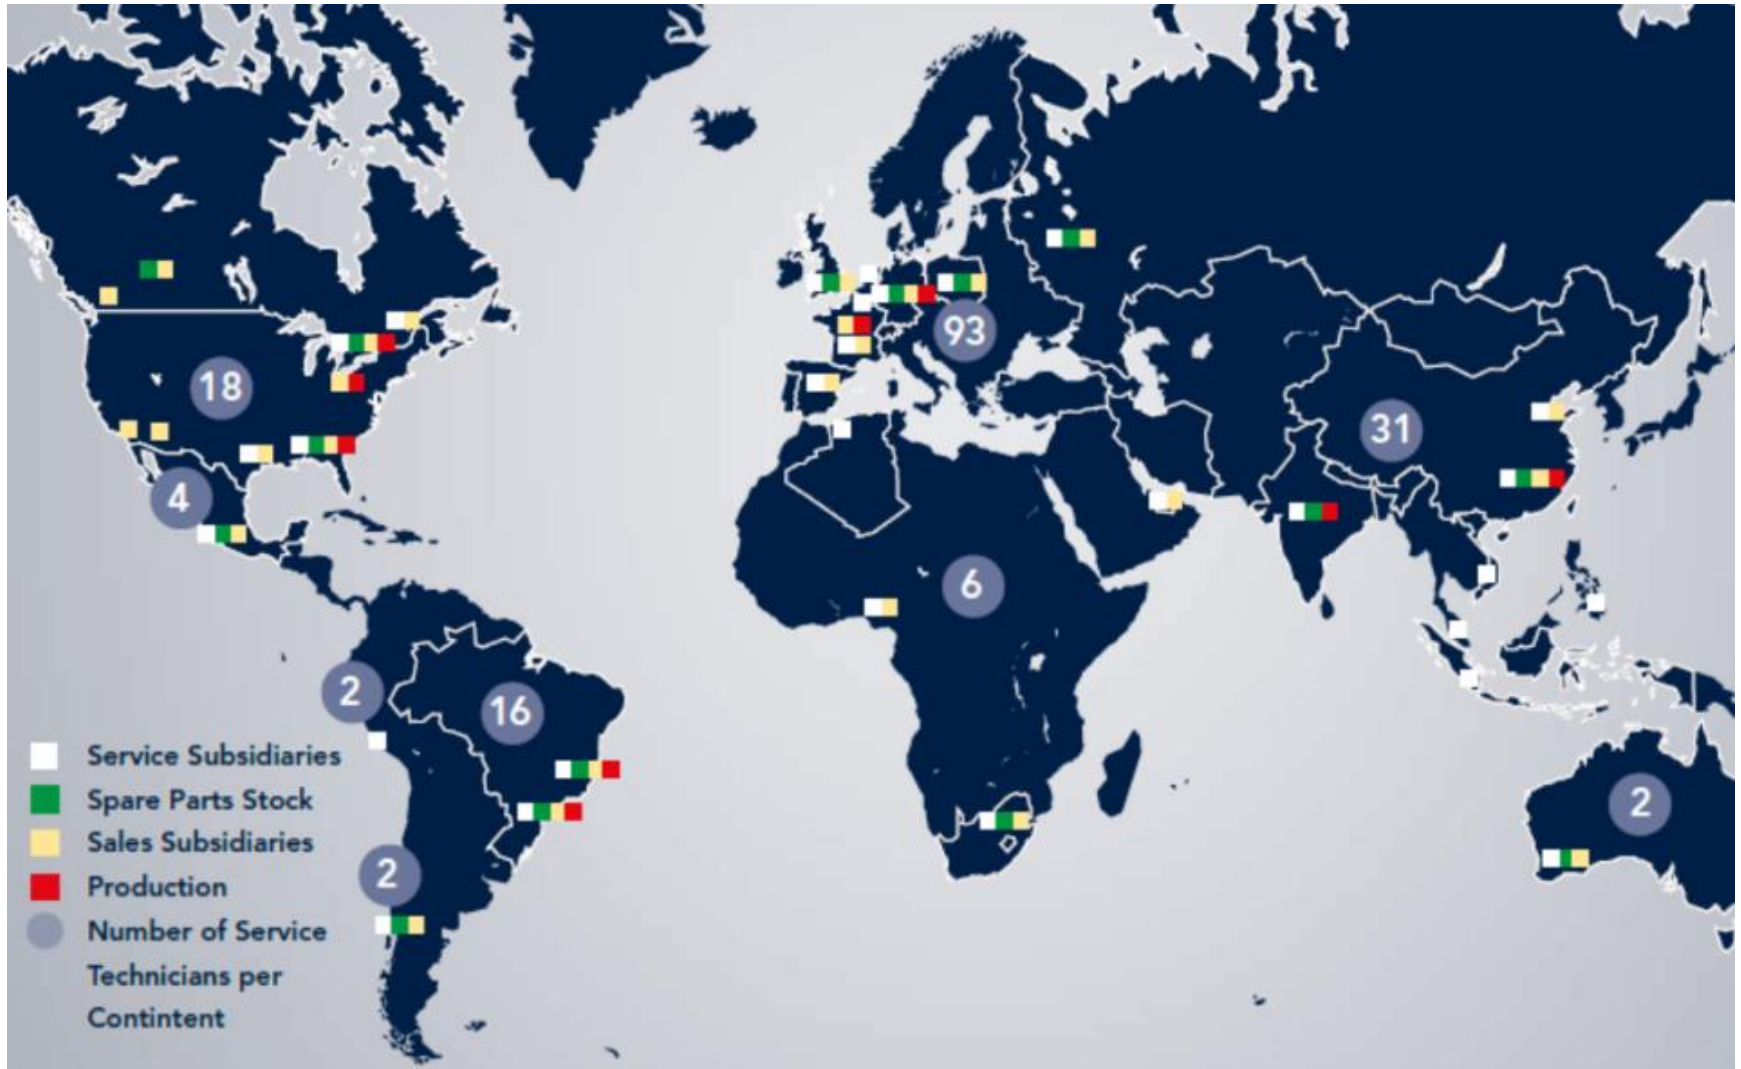 93
18
31
4
6
2
16
2
2
Service Subsidiaries
Spare Parts Stock
Sales Subsidiaries
Production
Number of Service
Technicians per
Contintent